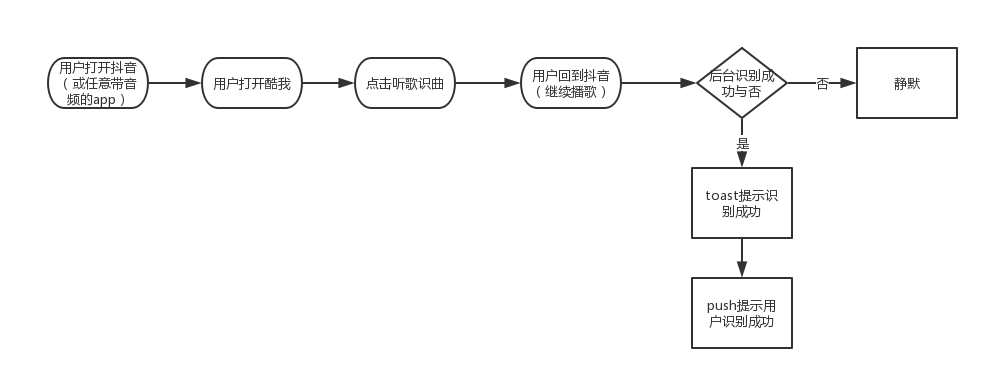 用户打开抖音
（或任意带音
频的app）
用户打开酷我
点击听歌识曲
用户回到抖音
（继续播歌）
后台识别成
功与否
否
静默
是
toast提示识
别成功
push提示用
户识别成功